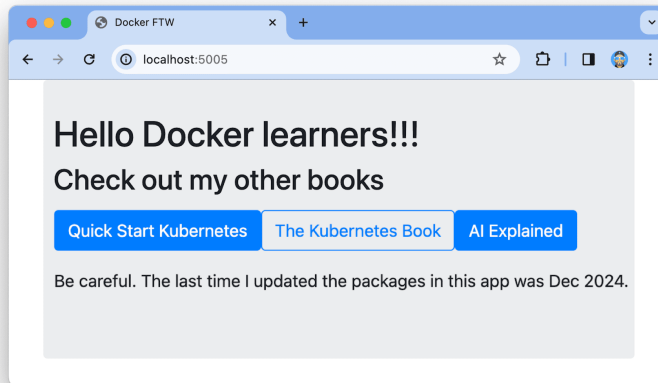 Docker FTW
localhost:5005
Hello Docker learners!!!
Check out my other books
Quick Start Kubernetes The Kubernetes Book AI Explained
Be careful. The last time I updated the packages in this app was Dec 2024.